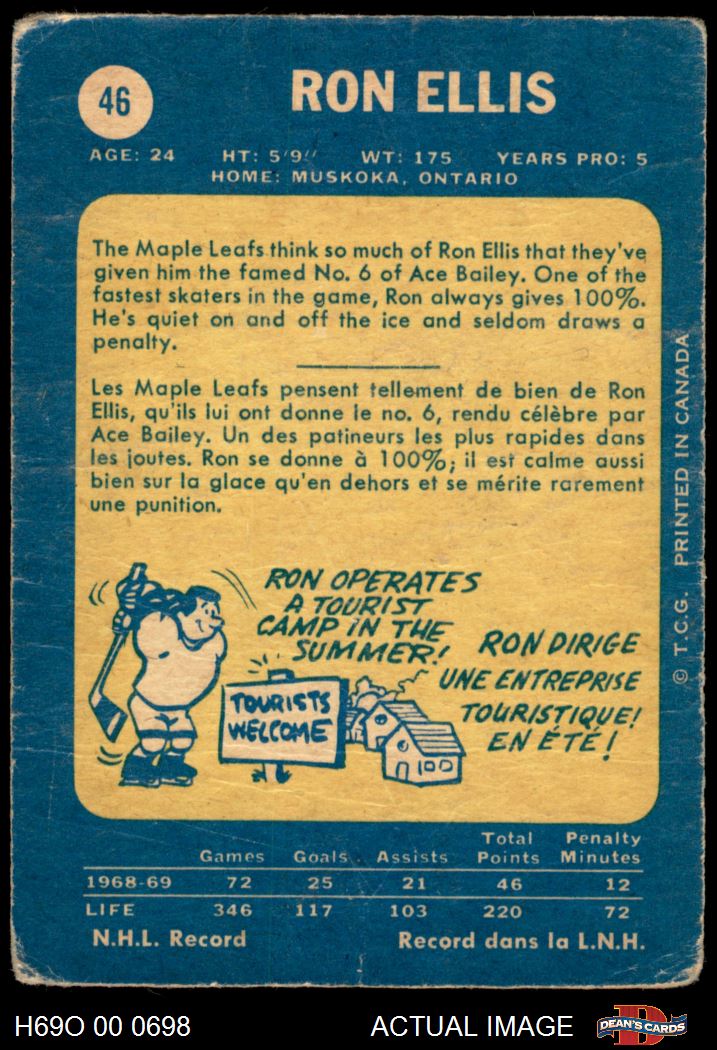 46
RON ELLIS
AGE: 24 HT: 5'9'' WT: 175 YEARS PRO: 5
HOME: MUSKOKA, ONTARIO
The Maple Leafs think so much of Ron Ellis that they've
given him the famed No. 6 of Ace Bailey. One of the
fastest skaters in the game, Ron always gives 100%.
He's quiet on and off the ice and seldom draws a
penalty.
Les Maple Leafs pensent tellement de bien de Ron
Ellis, qu'ils lui ont donne le no. 6, rendu célèbre par
Ace Bailey. Un des patineurs les plus rapides dans
les joutes. Ron se donne à 100%; il est calme aussi
bien sur la glace qu'en dehors et se mérite rarement
une punition.
RON OPERATES
A TOURIST
CAMP IN THE
SUMMER!
RON DIRIGE
UNE ENTREPRISE
TOURISTIQUE!
EN ÉTÉ!
TOURISTS
WELCOME
© T.C.G. PRINTED IN CANADA
Total Penalty
Games Goals Assists Points Minutes
1968-69 72 25 21 46 12
LIFE 346 117 103 220 72
N.H.L. Record Record dans la L.N.H.
H69O 00 0698 ACTUAL IMAGE
D
DEAN'S CARDS